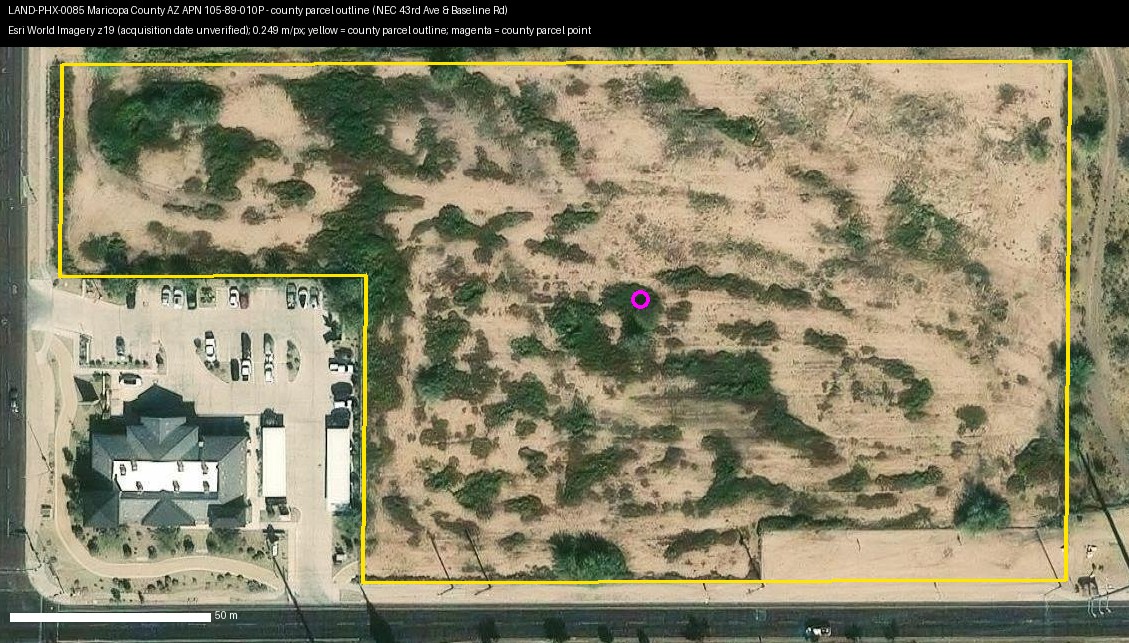 LAND-PHX-0085 Maricopa County AZ APN 105-89-010P - county parcel outline (NEC 43rd Ave & Baseline Rd)
Esri World Imagery z19 (acquisition date unverified); 0.249 m/px; yellow = county parcel outline; magenta = county parcel point
50 m